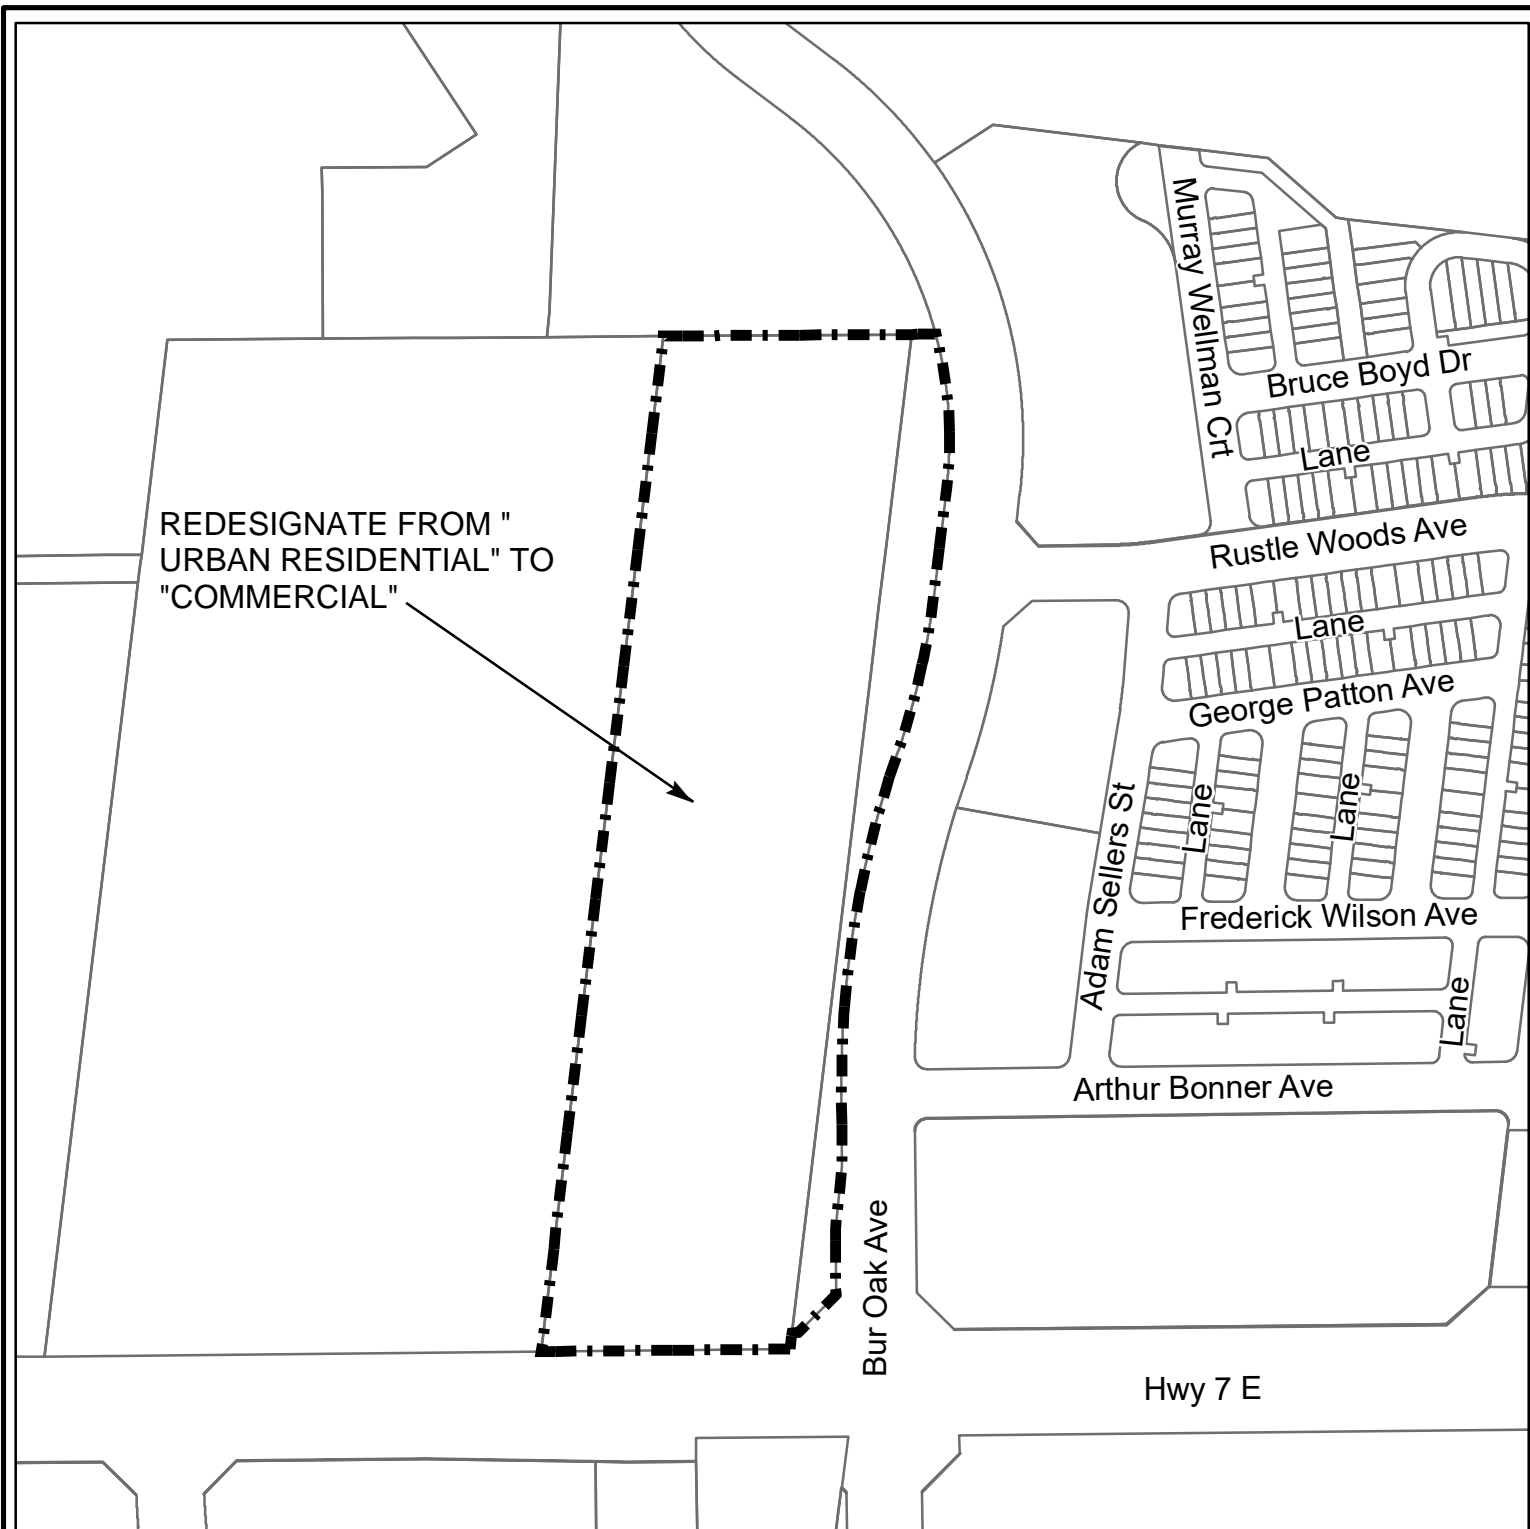 Murray Wellman Crt
Bruce Boyd Dr
Lane
REDESIGNATE FROM "
URBAN RESIDENTIAL" TO
"COMMERCIAL"
Rustle Woods Ave
Lane
George Patton Ave
Adam Sellers St
Lane
Lane
Frederick Wilson Ave
Lane
Arthur Bonner Ave
Bur Oak Ave
Hwy 7 E